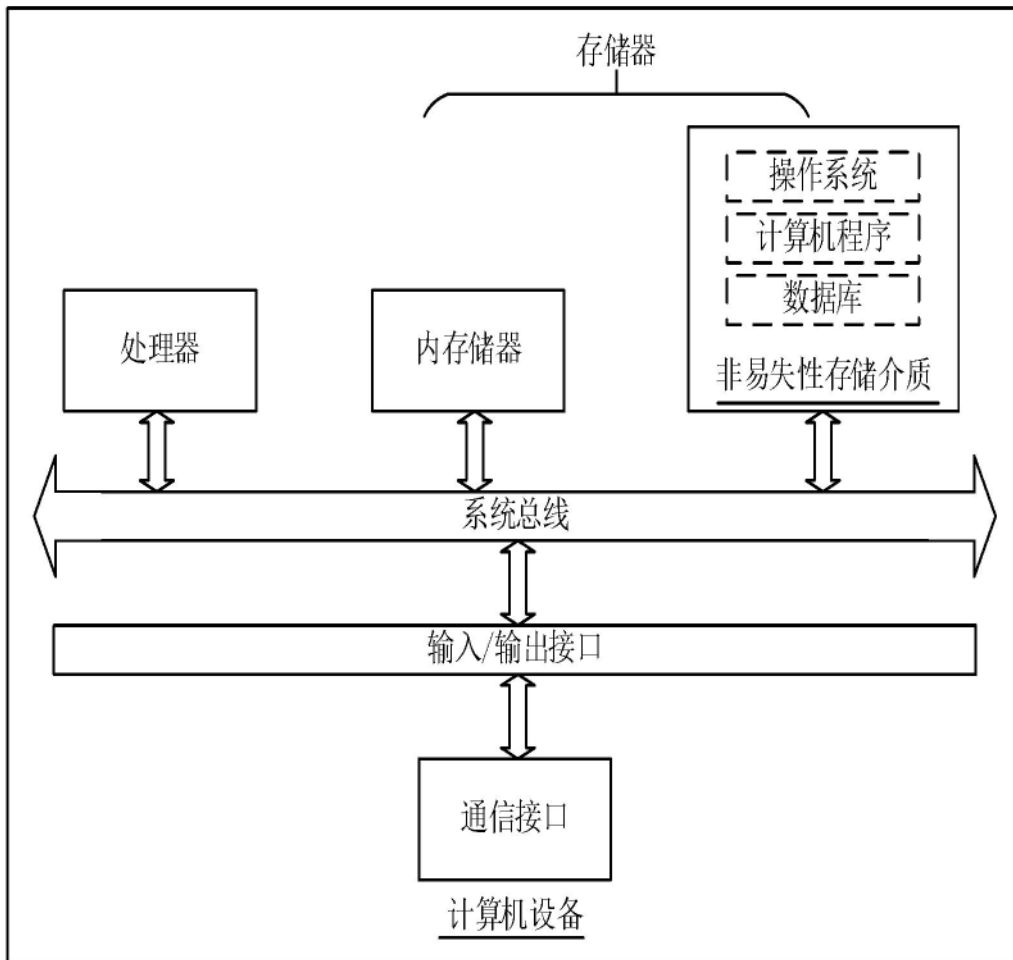 存储器
操作系统
计算机程序
数据库
非易失性存储介质
处理器
内存储器
系统总线
输入/输出接口
通信接口
计算机设备